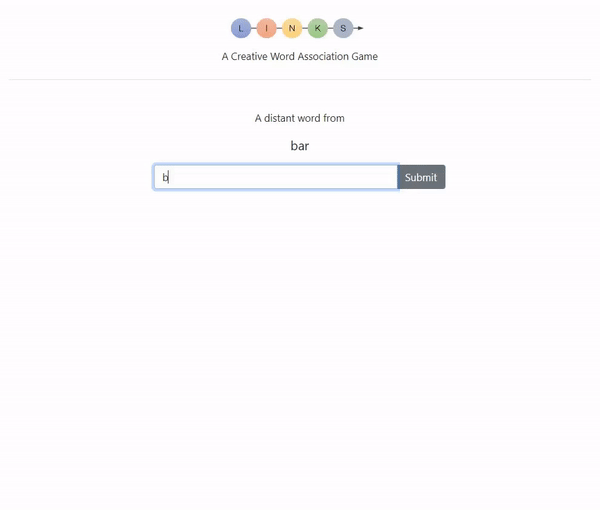 L I N K S
A Creative Word Association Game
A distant word from
bar
b
Submit